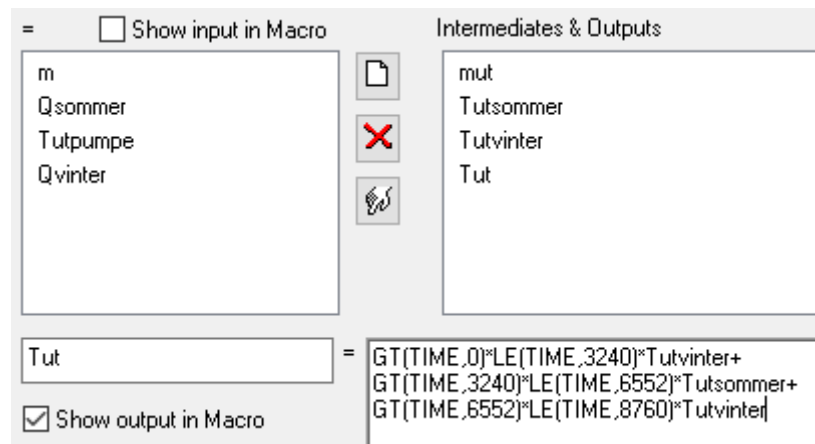 = Show input in Macro
Intermediates & Outputs
m
Qsommer
Tutpumpe
Qvinter
mut
Tutsommer
Tutvinter
Tut
Tut
=
GT(TIME,0)*LE(TIME,3240)*Tutvinter+
GT(TIME,3240)*LE(TIME,6552)*Tutsommer+
GT(TIME,6552)*LE(TIME,8760)*Tutvinter
Show output in Macro